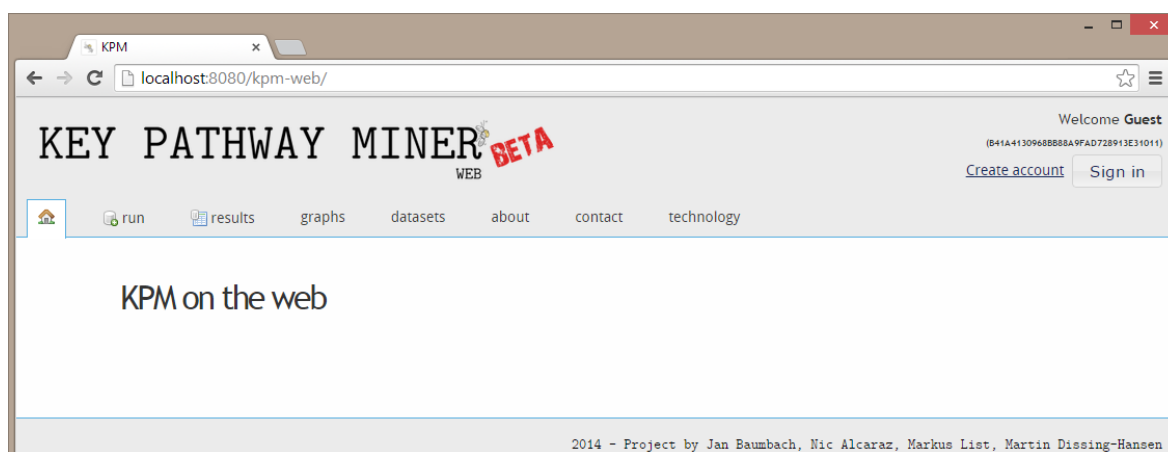 KPM
localhost:8080/kpm-web/
KEY PATHWAY MINER BETA
WEB
Welcome Guest
(B41A4130968BB88A9FAD728913E31011)
Create account Sign in
run results graphs datasets about contact technology
KPM on the web
2014 - Project by Jan Baumbach, Nic Alcaraz, Markus List, Martin Dissing-Hansen